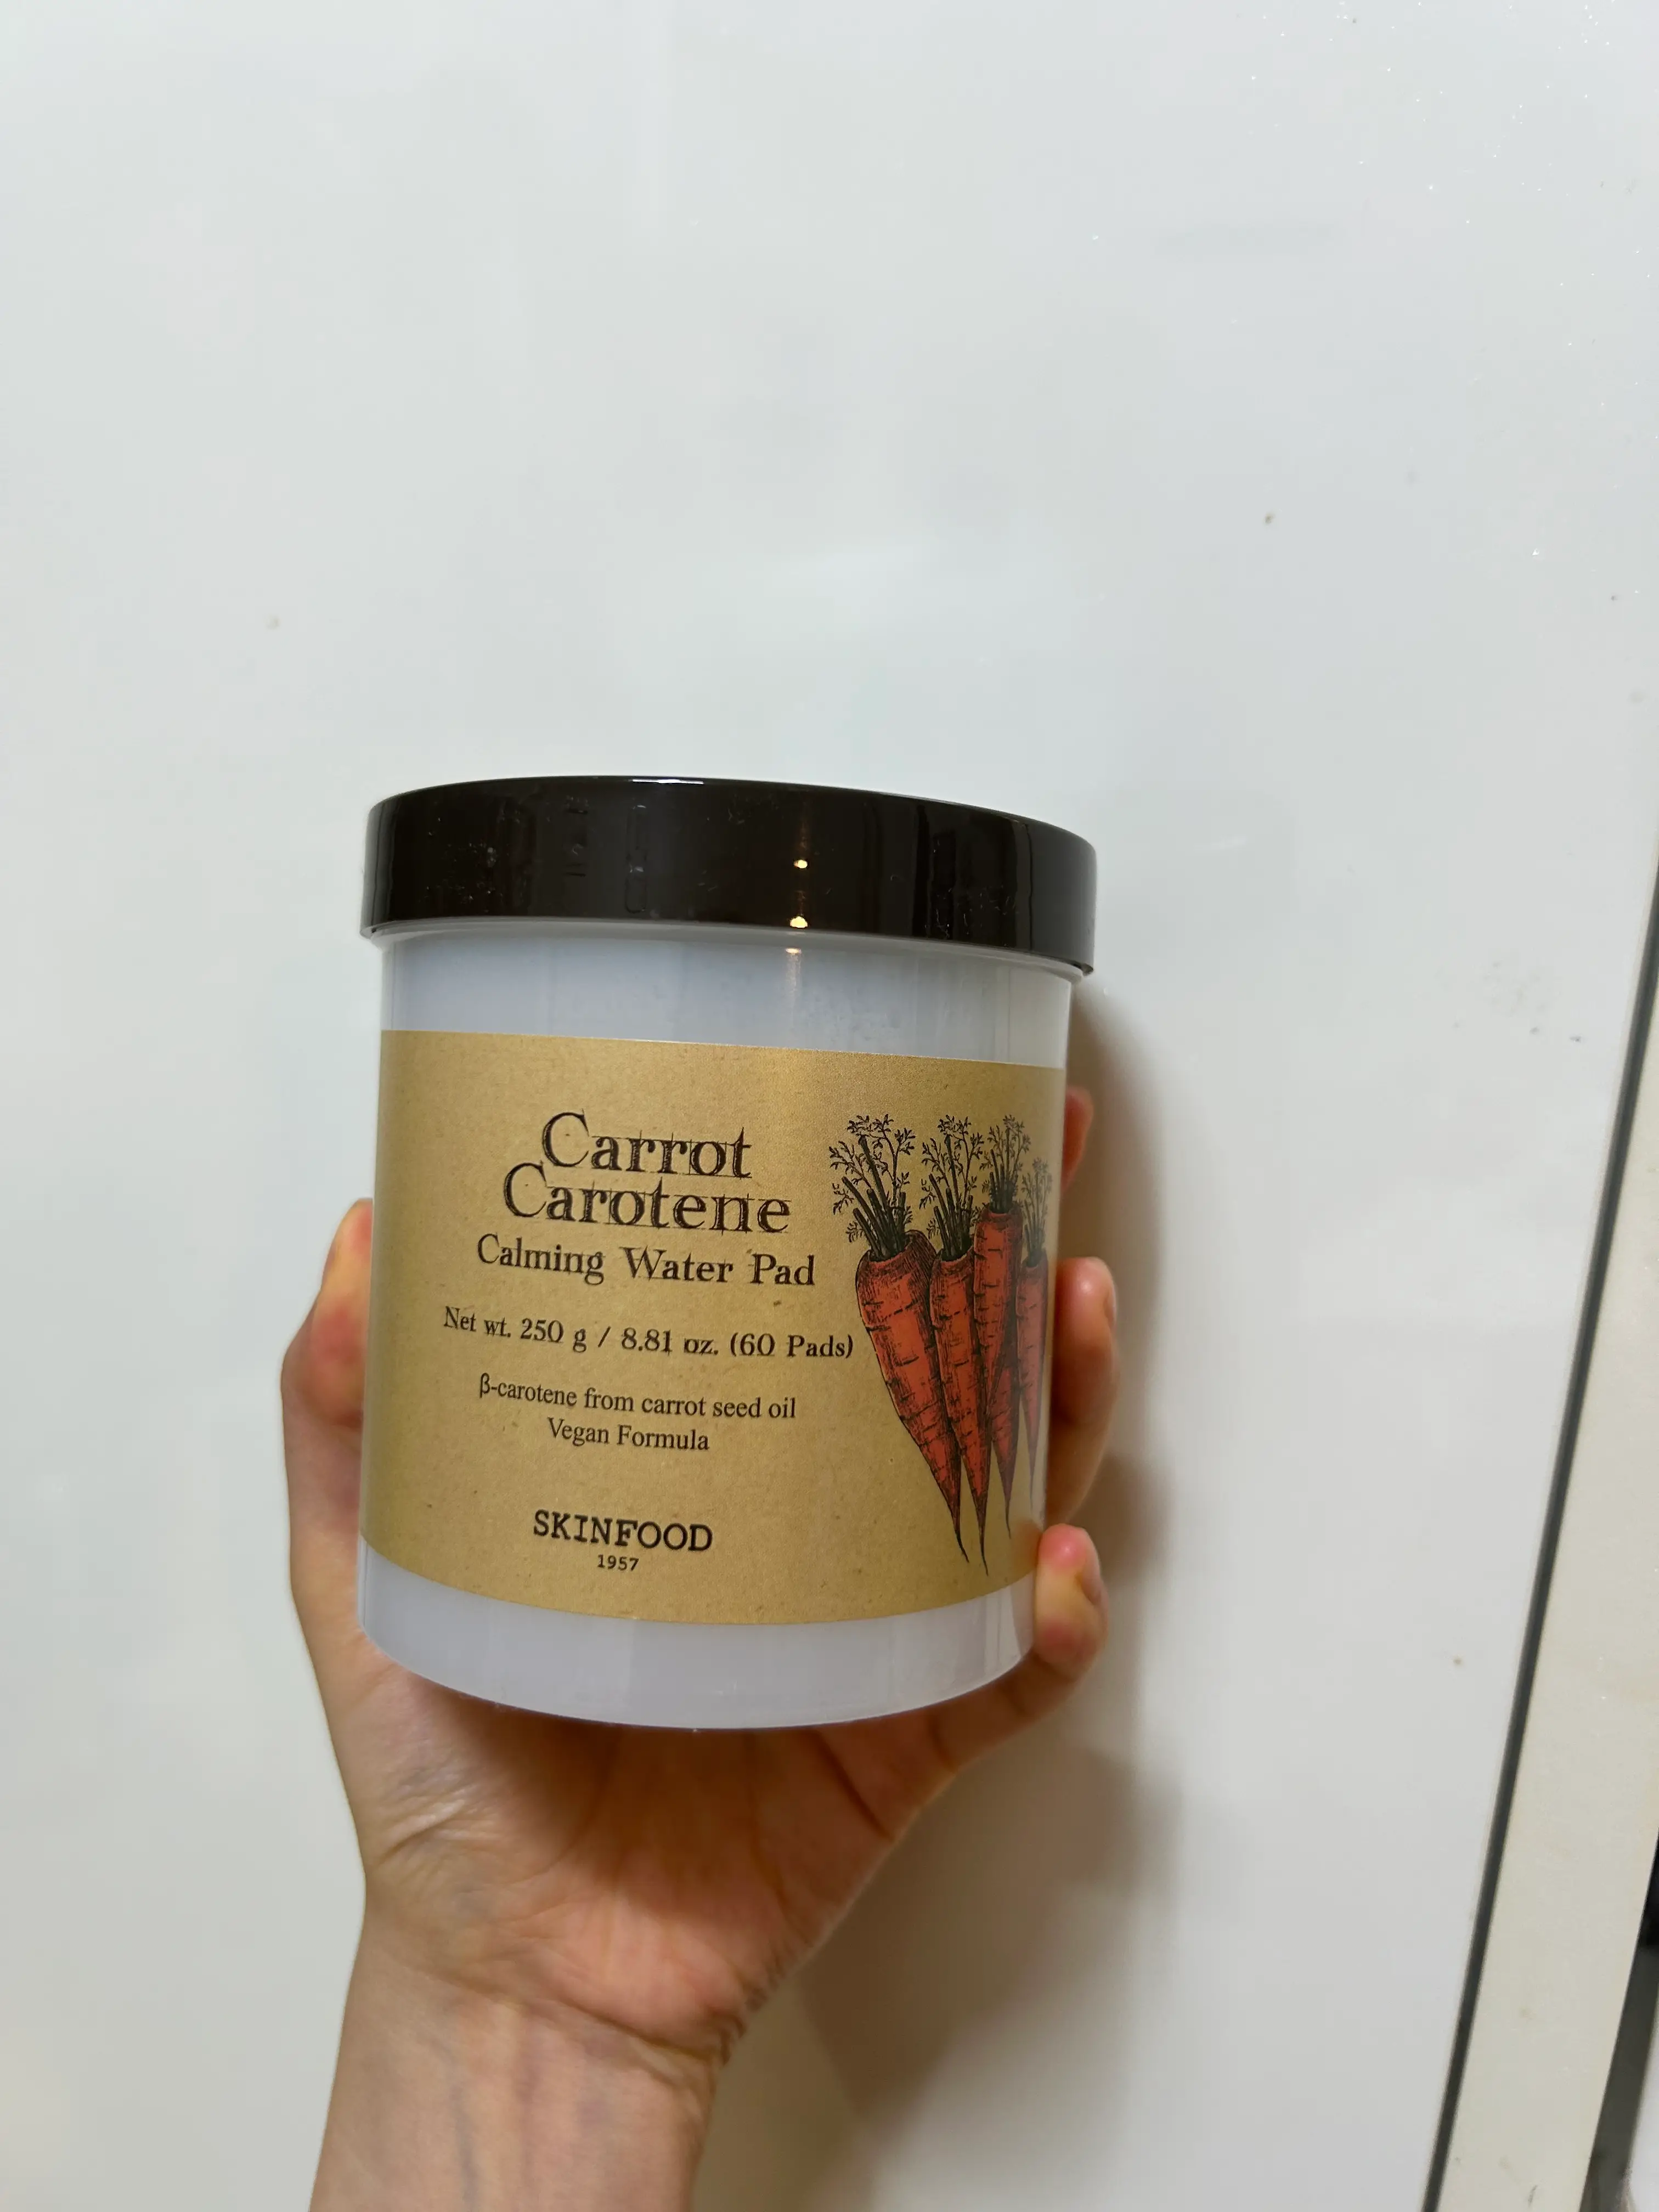 Carrot
Carotene
Calming Water Pad
Net wt. 250 g / 8.81 oz. (60 Pads)
β-carotene from carrot seed oil
Vegan Formula
SKINFOOD
1957